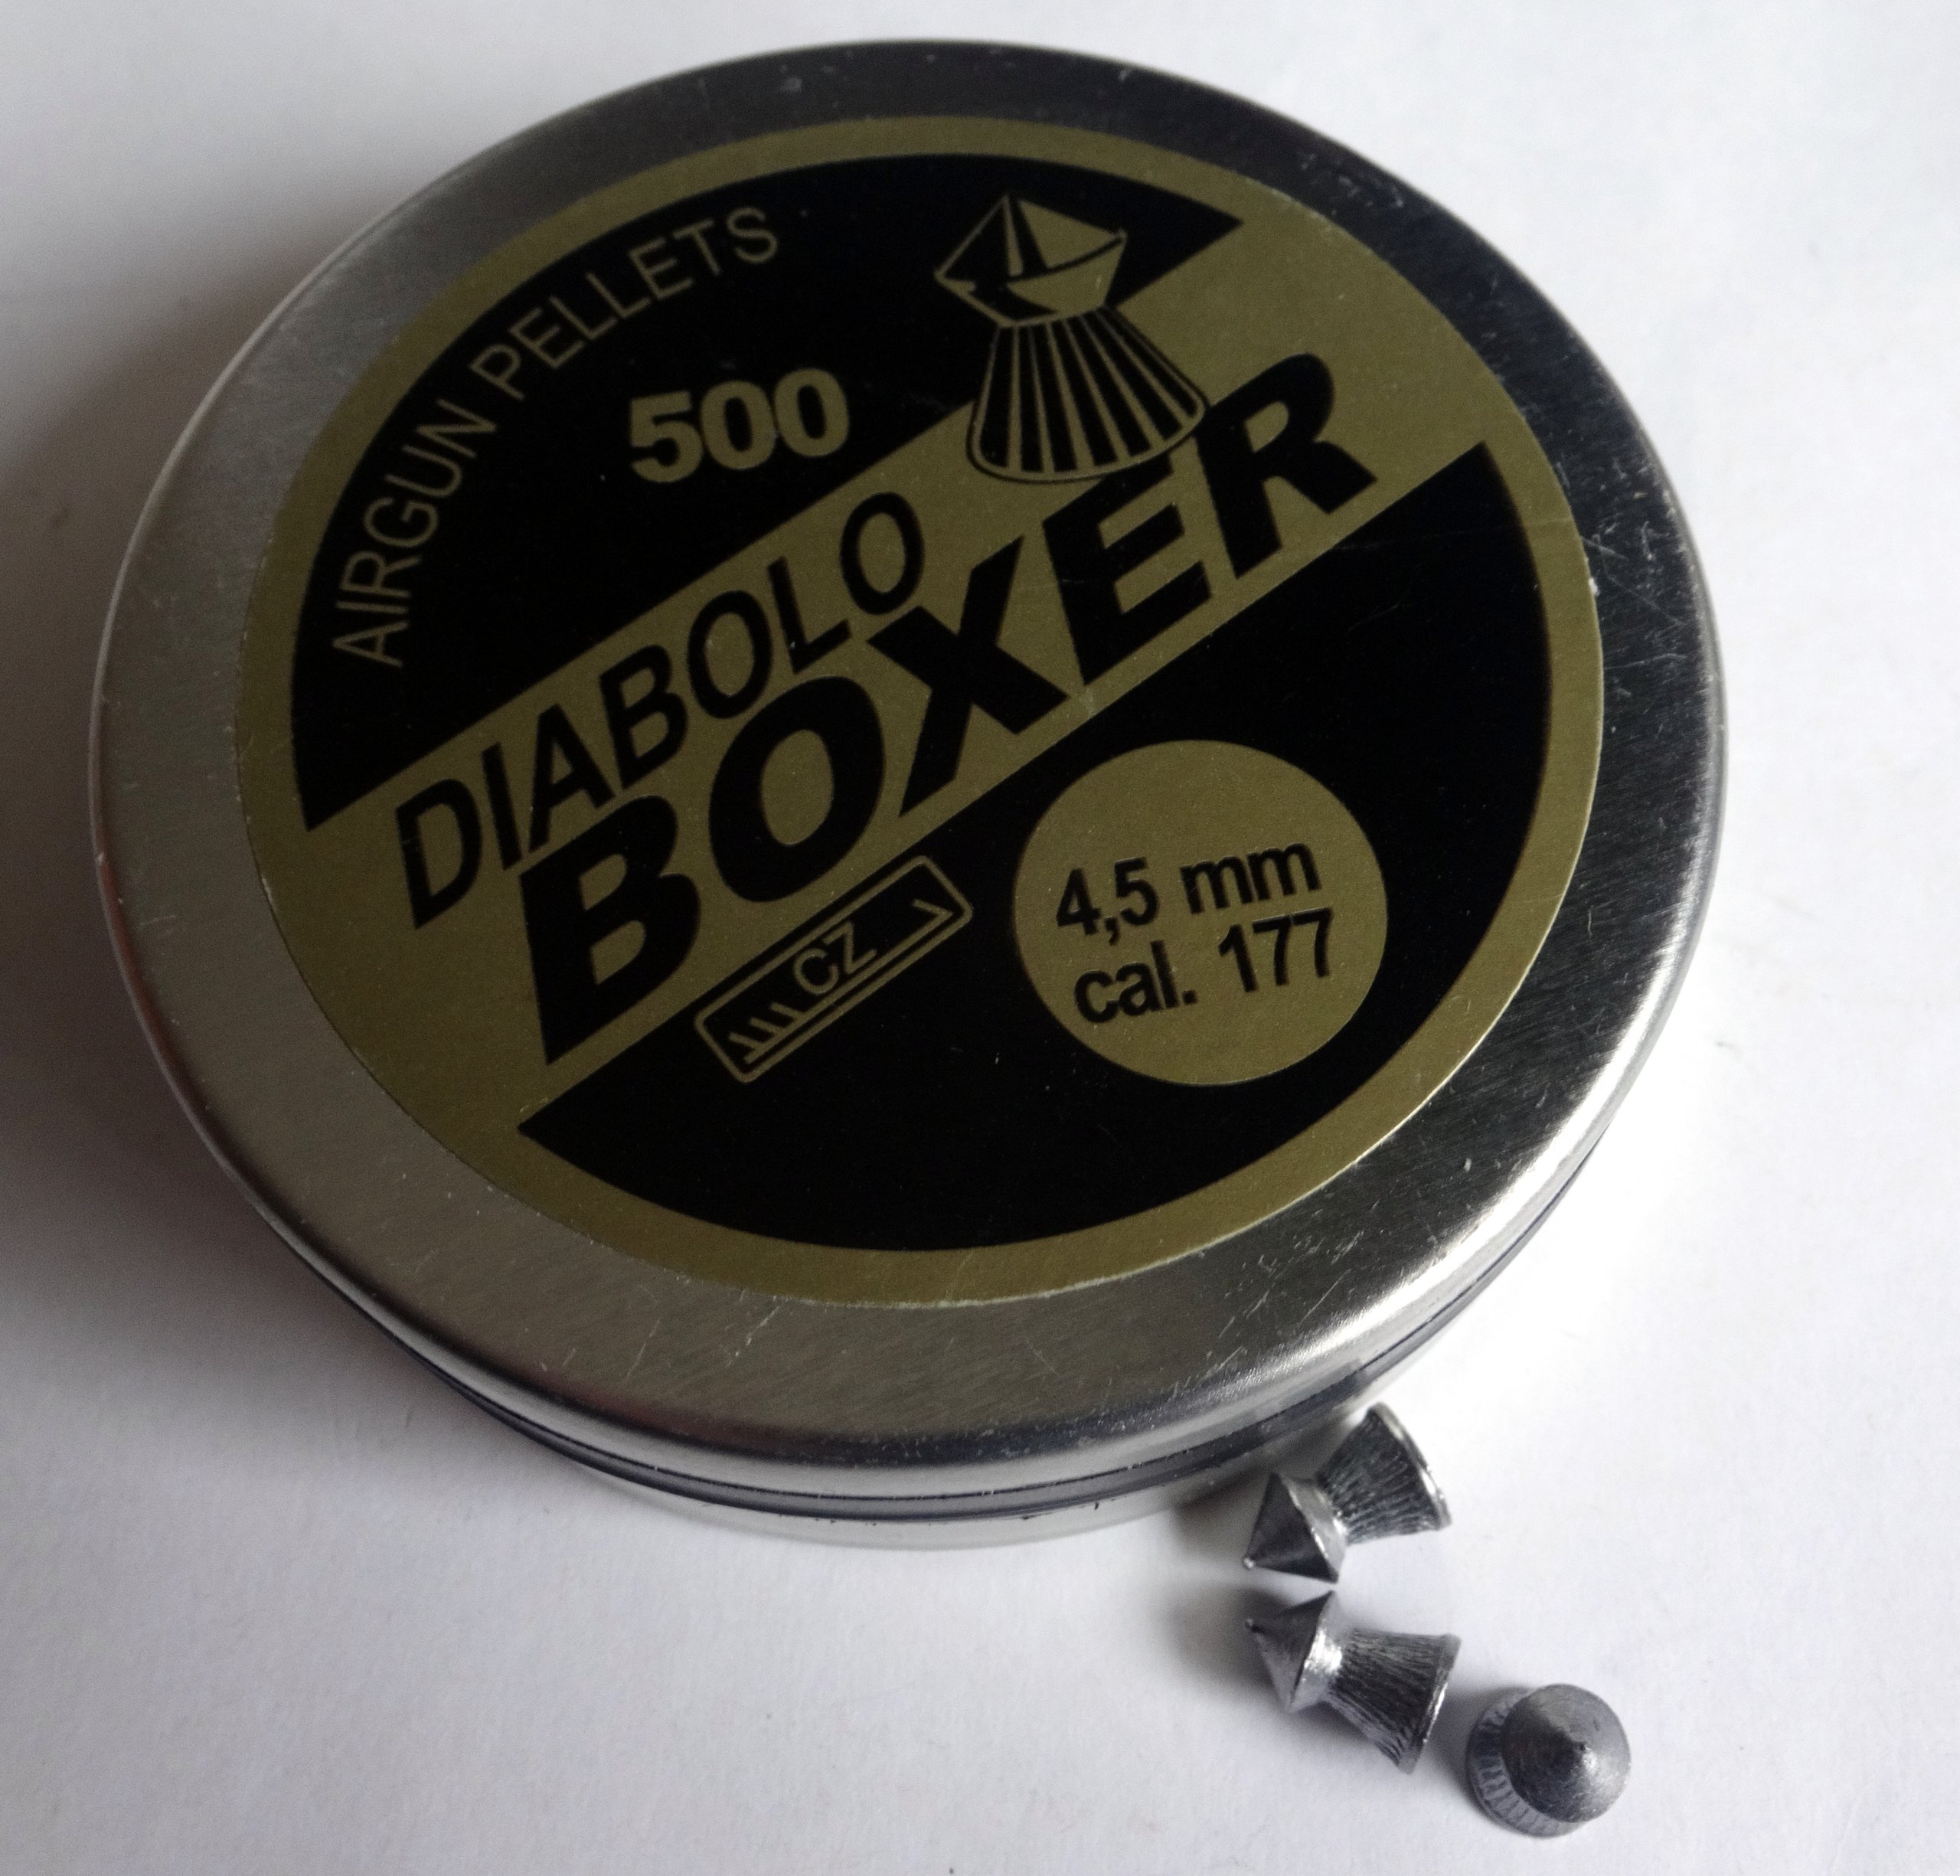 AIRGUN PELLETS
500
DIABOLO
BOXER
CZ
4,5 mm
cal. 177